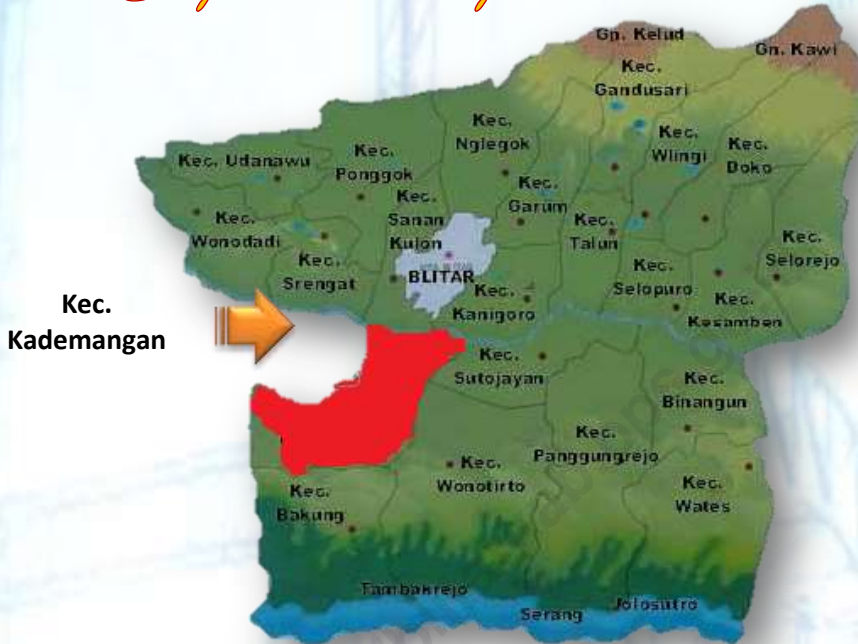 Gn. Kelud
Gn. Kawi
Kec.
Gandusari
Kec.
Nglegok
Kec.
Wlingi
Kec.
Doko
Kec. Udanawu
Kec.
Ponggok
Kec.
Garum
Kec.
Sanan
Kulon
Kec.
Wonodadi
Kec.
Talun
Kec.
Selorejo
Kec.
Srengat
BLITAR
Kec.
Selopuro
Kec.
Kanigoro
Kec.
Kesamben
Kec.
Kademangan
Kec.
Sutojayan
Kec.
Binangun
Kec.
Panggungrejo
Kec.
Wonotirto
Kec.
Wates
Kec.
Bakung
Tambakrejo
Serang
Jolosutro